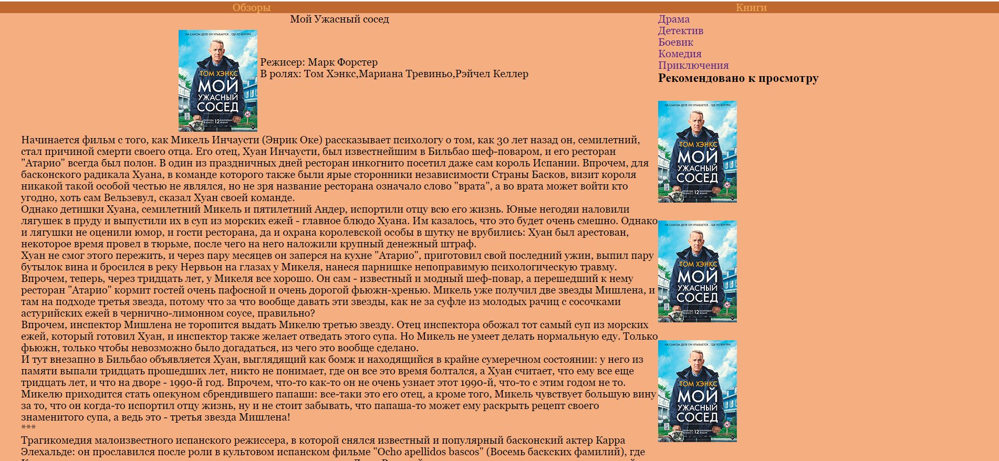 Обзоры
Книги
Мой Ужасный сосед
НА САМОМ ДЕЛЕ ОН УЛЫБАЕТСЯ... ГДЕ-ТО ВНУТРИ
ТОМ ХЭНКС
МОЙ
УЖАСНЫЙ
СОСЕД
Режисер: Марк Форстер
В ролях: Том Хэнкс,Мариана Тревиньо,Рэйчел Келлер
Начинается фильм с того, как Микель Инчаусти (Энрик Оке) рассказывает психологу о том, как 30 лет назад он, семилетний,
стал причиной смерти своего отца. Его отец, Хуан Инчаусти, был известнейшим в Бильбао шеф-поваром, и его ресторан
"Атарио" всегда был полон. В один из праздничных дней ресторан инкогнито посетил даже сам король Испании. Впрочем, для
басконского радикала Хуана, в команде которого также были ярые сторонники независимости Страны Басков, визит короля
никакой такой особой честью не являлся, но не зря название ресторана означало слово "врата", а во врата может войти кто
угодно, хоть сам Вельзевул, сказал Хуан своей команде.
Однако детишки Хуана, семилетний Микель и пятилетний Андер, испортили отцу всю его жизнь. Юные негодяи наловили
лягушек в пруду и выпустили их в суп из морских ежей - главное блюдо Хуана. Им казалось, что это будет очень смешно. Однако
и лягушки не оценили юмор, и гости ресторана, да и охрана королевской особы в шутку не врубились: Хуан был арестован,
некоторое время провел в тюрьме, после чего на него наложили крупный денежный штраф.
Хуан не смог этого пережить, и через пару месяцев он заперся на кухне "Атарио", приготовил свой последний ужин, выпил пару
бутылок вина и бросился в реку Нервьон на глазах у Микеля, нанеся парнишке непоправимую психологическую травму.
Впрочем, теперь, через тридцать лет, у Микеля все хорошо. Он сам - известный и модный шеф-повар, а перешедший к нему
ресторан "Атарио" кормит гостей очень пафосной и очень дорогой фьюжн-хренью. Микель уже получил две звезды Мишлена, и
там на подходе третья звезда, потому что за что вообще давать эти звезды, как не за суфле из молодых рачиц с сосочками
астурийских ежей в чернично-лимонном соусе, правильно?
Впрочем, инспектор Мишлена не торопится выдать Микелю третью звезду. Отец инспектора обожал тот самый суп из морских
ежей, который готовил Хуан, и инспектор также желает отведать этого супа. Но Микель не умеет делать нормальную еду. Только
фьюжн, только чтобы невозможно было догадаться, из чего это вообще сделано.
И тут внезапно в Бильбао объявляется Хуан, выглядящий как бомж и находящийся в крайне сумеречном состоянии: у него из
памяти выпали тридцать прошедших лет, никто не понимает, где он все это время болтался, а Хуан считает, что ему все еще
тридцать лет, и что на дворе - 1990-й год. Впрочем, что-то как-то он не очень узнает этот 1990-й, что-то с этим годом не то.
Микелю приходится стать опекуном сбрендившего папаши: все-таки это его отец, а кроме того, Микель чувствует большую вину
за то, что он когда-то испортил отцу жизнь, ну и не стоит забывать, что папаша-то может ему раскрыть рецепт своего
знаменитого супа, а ведь это - третья звезда Мишлена!
***
Трагикомедия малоизвестного испанского режиссера, в которой снялся известный и популярный басконский актер Карра
Элехальде: он прославился после роли в культовом испанском фильме "Ocho apellidos bascos" (Восемь баскских фамилий), где
Драма
Детектив
Боевик
Комедия
Приключения
Рекомендовано к просмотру
НА САМОМ ДЕЛЕ ОН УЛЫБАЕТСЯ... ГДЕ-ТО ВНУТРИ
ТОМ ХЭНКС
МОЙ
УЖАСНЫЙ
СОСЕД
НА САМОМ ДЕЛЕ ОН УЛЫБАЕТСЯ... ГДЕ-ТО ВНУТРИ
ТОМ ХЭНКС
МОЙ
УЖАСНЫЙ
СОСЕД
НА САМОМ ДЕЛЕ ОН УЛЫБАЕТСЯ... ГДЕ-ТО ВНУТРИ
ТОМ ХЭНКС
МОЙ
УЖАСНЫЙ
СОСЕД